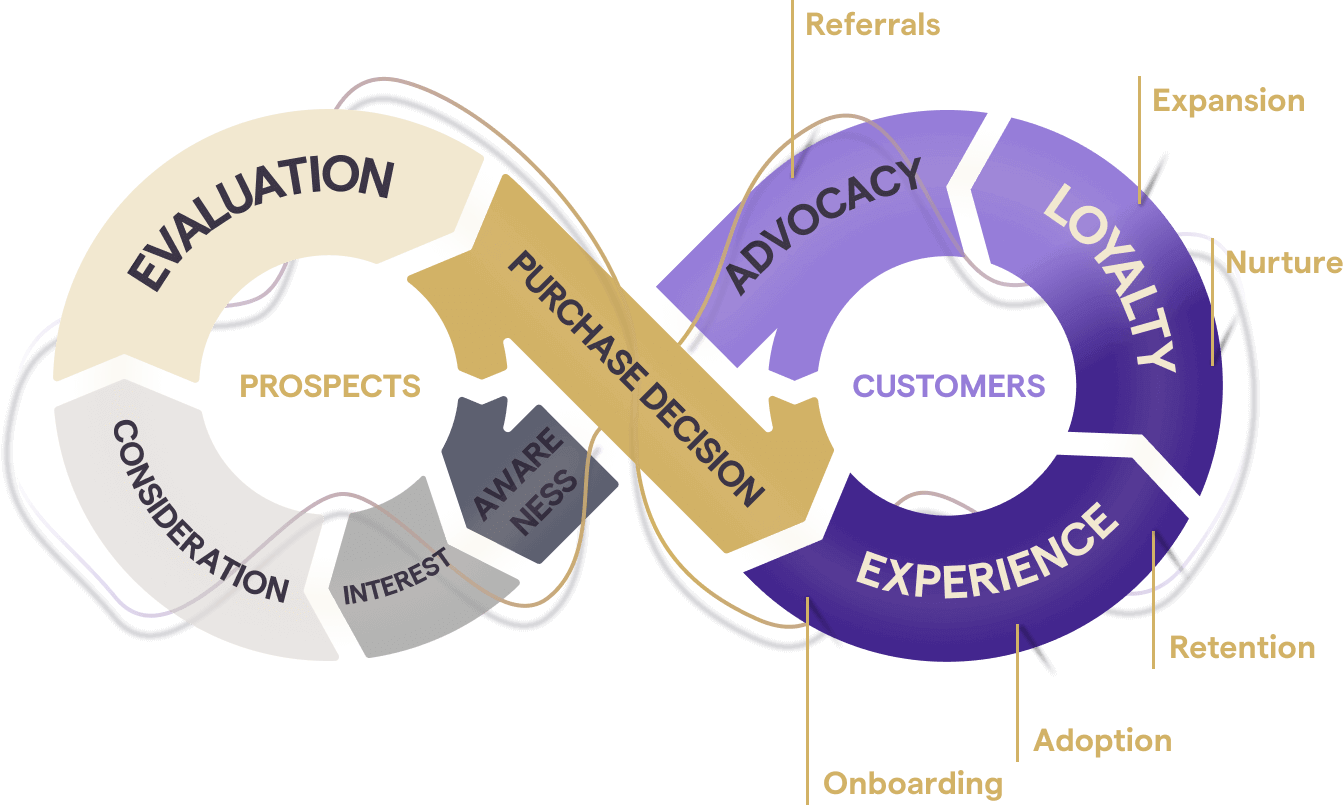 Referrals
Expansion
EVALUATION
ADVOCACY
LOYALTY
Nurture
PURCHASE DECISION
PROSPECTS
CUSTOMERS
CONSIDERATION
AWARE
NESS
INTEREST
EXPERIENCE
Retention
Adoption
Onboarding